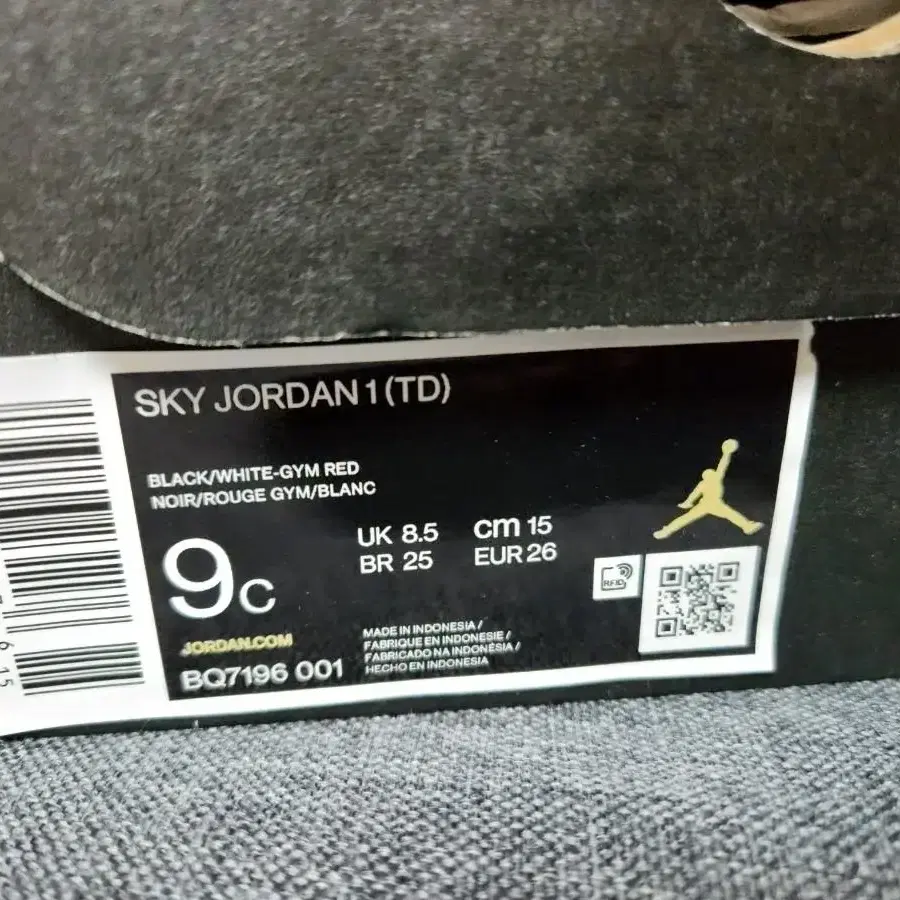 SKY JORDAN 1 (TD)
BLACK/WHITE-GYM RED
NOIR/ROUGE GYM/BLANC
9C
UK 8.5 cm 15
BR 25 EUR 26
RFID
JORDAN.COM
BQ7196 001
MADE IN INDONESIA /
FABRIQUE EN INDONESIE /
FABRICADO NA INDONÉSIA /
HECHO EN INDONESIA